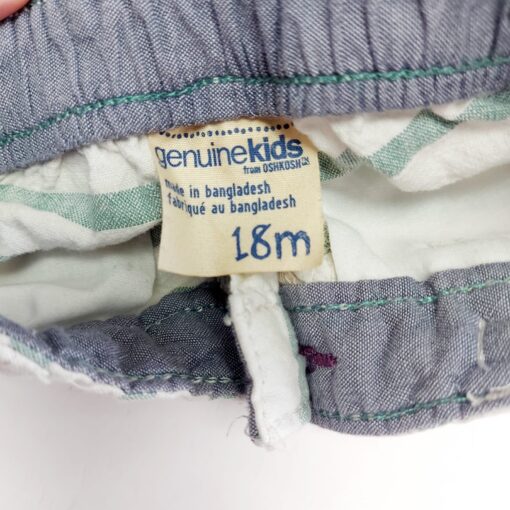 genuinekids
from OSHKOSH
made in bangladesh
fabriqué au bangladesh
18m